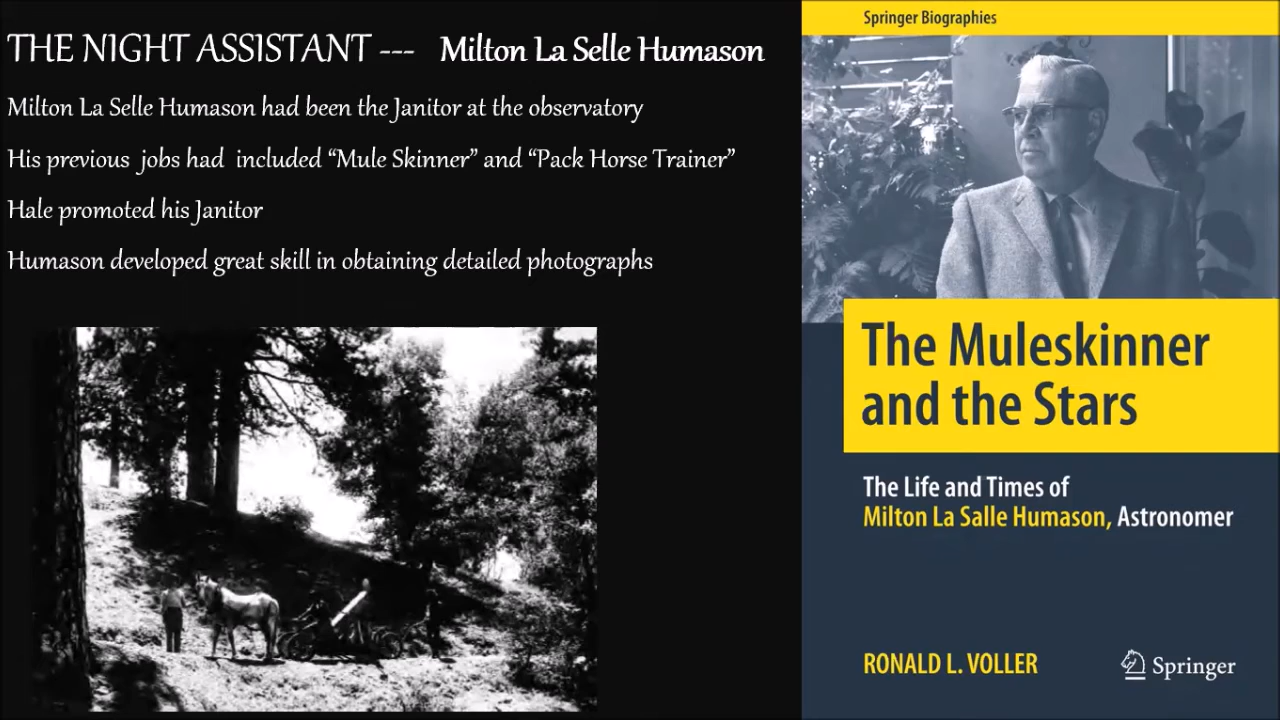 THE NIGHT ASSISTANT --- Milton La Selle Humason
Milton La Selle Humason had been the Janitor at the observatory
His previous jobs had included “Mule Skinner” and “Pack Horse Trainer”
Hale promoted his Janitor
Humason developed great skill in obtaining detailed photographs
Springer Biographies
The Muleskinner
and the Stars
The Life and Times of
Milton La Salle Humason, Astronomer
RONALD L. VOLLER
Springer